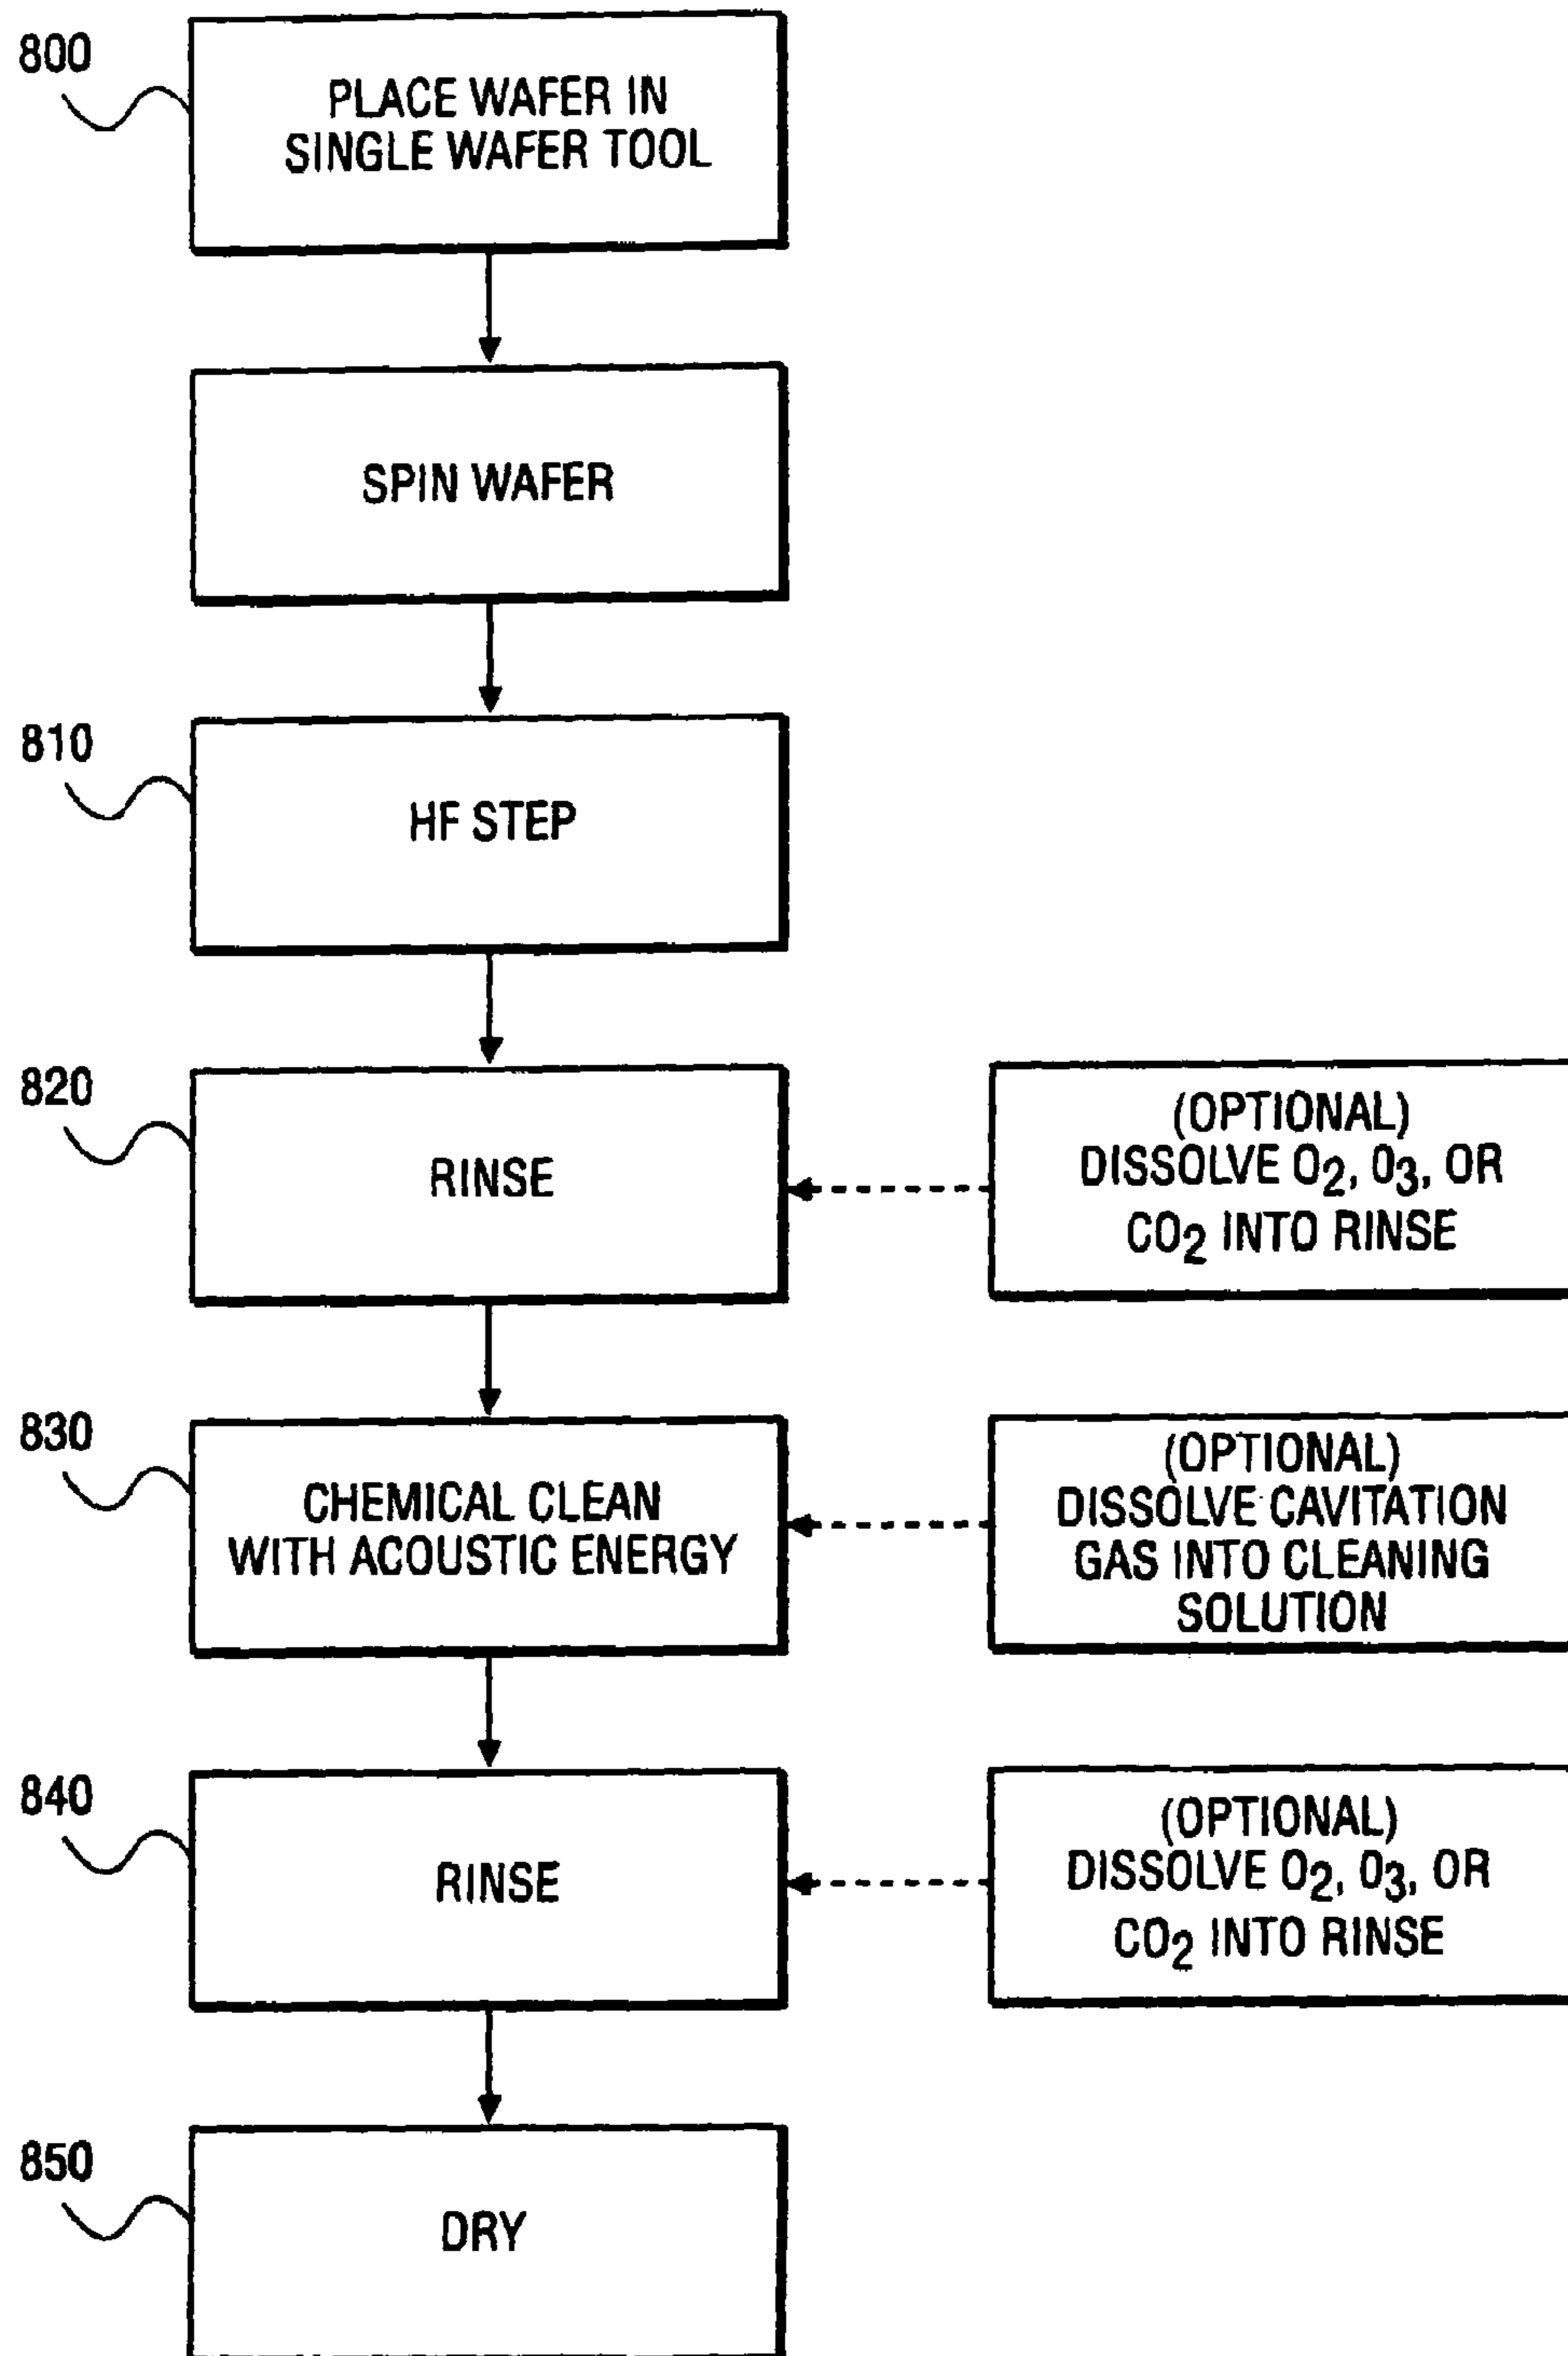 800
PLACE WAFER IN
SINGLE WAFER TOOL
SPIN WAFER
810
HF STEP
820
RINSE
(OPTIONAL)
DISSOLVE O2, O3, OR
CO2 INTO RINSE
830
CHEMICAL CLEAN
WITH ACOUSTIC ENERGY
(OPTIONAL)
DISSOLVE CAVITATION
GAS INTO CLEANING
SOLUTION
840
RINSE
(OPTIONAL)
DISSOLVE O2, O3, OR
CO2 INTO RINSE
850
DRY